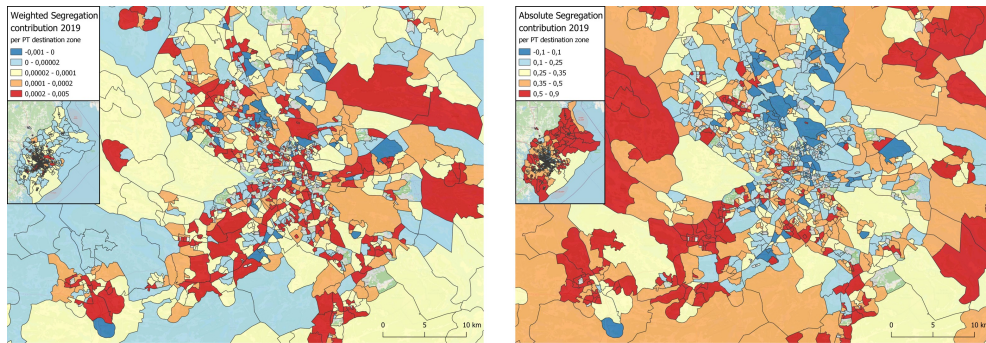 Weighted Segregation
contribution 2019
per PT destination zone
-0,001 - 0
0 - 0,00002
0,00002 - 0,0001
0,0001 - 0,0002
0,0002 - 0,005
0 5 10 km
Absolute Segregation
contribution 2019
per PT destination zone
-0,1 - 0,1
0,1 - 0,25
0,25 - 0,35
0,35 - 0,5
0,5 - 0,9
0 5 10 km